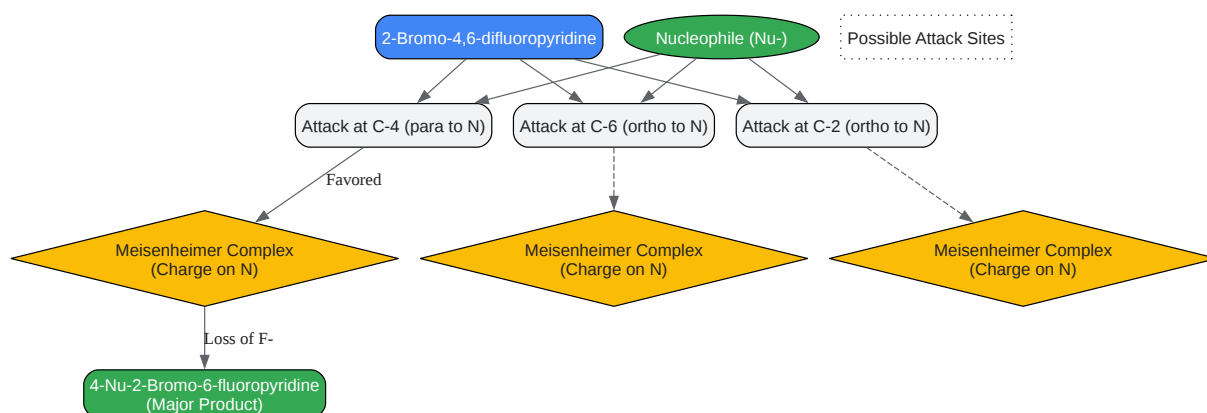 2-Bromo-4,6-difluoropyridine
Nucleophile (Nu-)
Possible Attack Sites
Attack at C-4 (para to N)
Attack at C-6 (ortho to N)
Attack at C-2 (ortho to N)
Favored
Meisenheimer Complex
(Charge on N)
Meisenheimer Complex
(Charge on N)
Meisenheimer Complex
(Charge on N)
Loss of F-
4-Nu-2-Bromo-6-fluoropyridine
(Major Product)